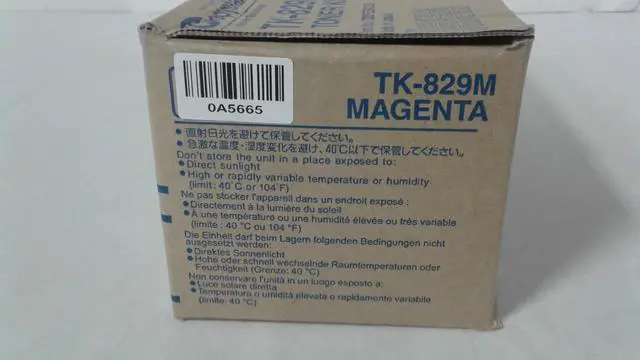 TK-829M
TONER KIT
TK-829M
MAGENTA
0A5665
●直射日光を避けて保管してください。
●急激な温度・湿度変化を避け、40℃以下で保管してください。
Don't store the unit in a place exposed to:
●Direct sunlight
●High or rapidly variable temperature or humidity
(limit: 40˚C or 104˚F)
Ne pas stocker l'appareil dans un endroit exposé :
●Directement à la lumière du soleil
●À une température ou une humidité élevée ou très variable
(limite : 40 °C ou 104 °F)
Die Einheit darf beim Lagern folgenden Bedingungen nicht
ausgesetzt werden:
●Direktes Sonnenlicht
●Hohe oder schnell wechselnde Raumtemperaturen oder
Feuchtigkeit (Grenze: 40 °C)
Non conservare l'unità in un luogo esposto a:
●Luce solare diretta
●Temperatura o umidità elevata o rapidamente variabile
(limite: 40 °C)